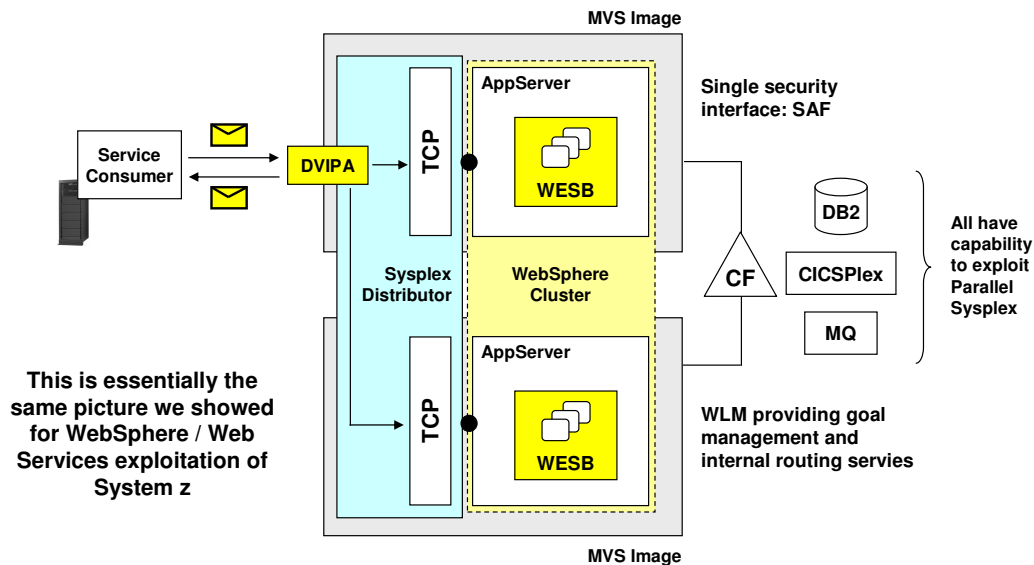 MVS Image
AppServer
Single security
interface: SAF
TCP
Service
Consumer
DVIPA
WESB
DB2
All have
capability
to exploit
Parallel
Sysplex
Sysplex
Distributor
WebSphere
Cluster
CF
CICSPlex
MQ
AppServer
This is essentially the
same picture we showed
for WebSphere / Web
Services exploitation of
System z
TCP
WESB
WLM providing goal
management and
internal routing servies
MVS Image